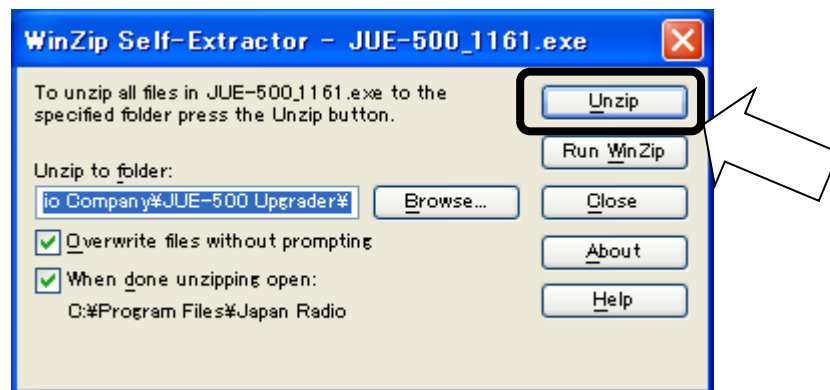 WinZip Self-Extractor - JUE-500_1161.exe
To unzip all files in JUE-500_1161.exe to the
specified folder press the Unzip button.
Unzip to folder:
io Company¥JUE-500 Upgrader¥
Browse...
Overwrite files without prompting
When done unzipping open:
C:¥Program Files¥Japan Radio
Unzip
Run WinZip
Close
About
Help